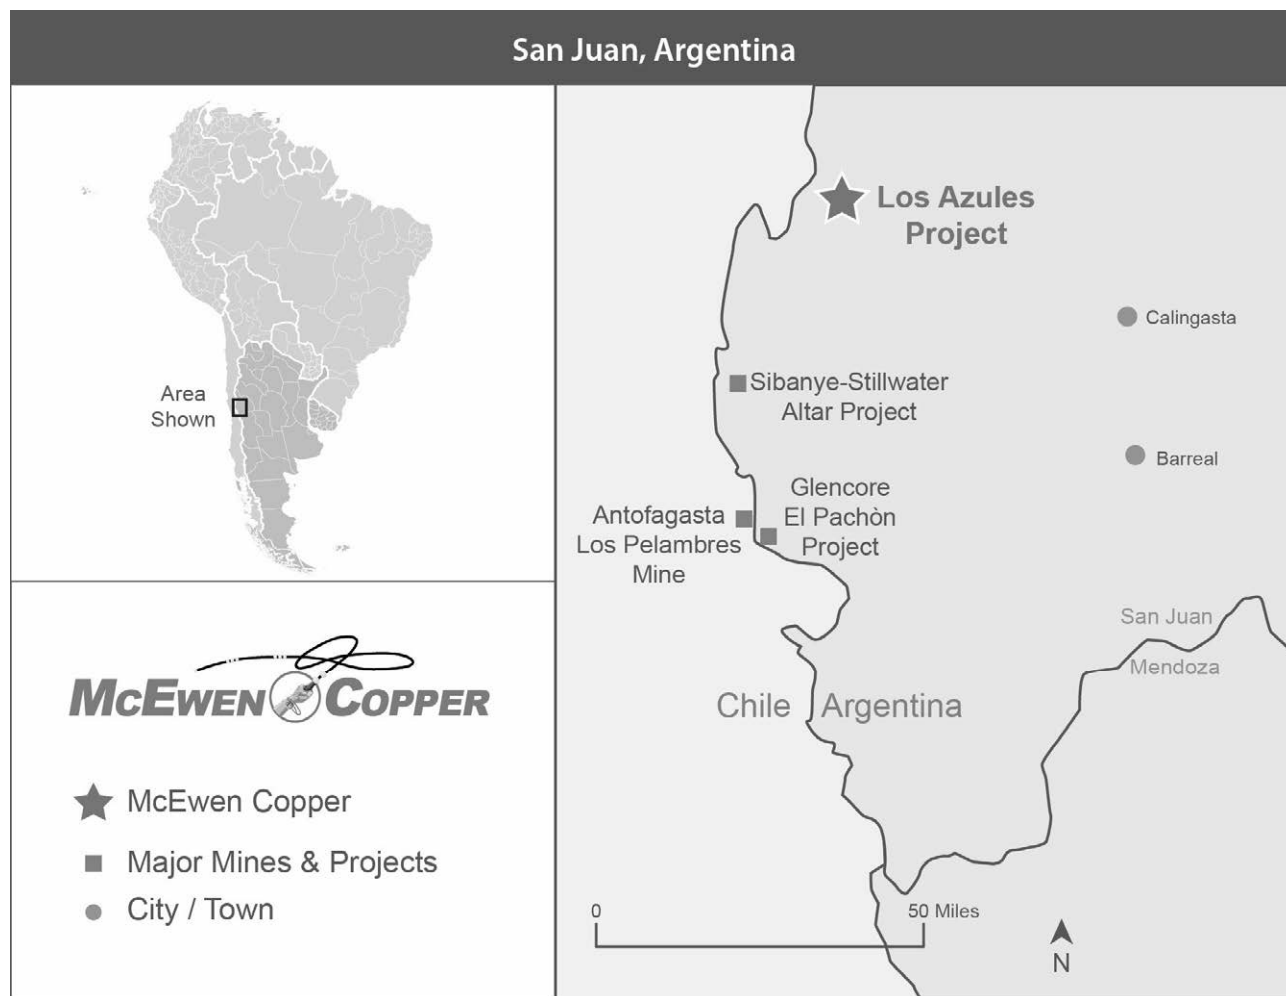 San Juan, Argentina
Area
Shown
McEwen Copper
McEwen Copper
Major Mines & Projects
City / Town
Los Azules
Project
Calingasta
Sibanye-Stillwater
Altar Project
Barreal
Glencore
El Pachòn
Project
Antofagasta
Los Pelambres
Mine
San Juan
Mendoza
Chile
Argentina
0
50 Miles
N